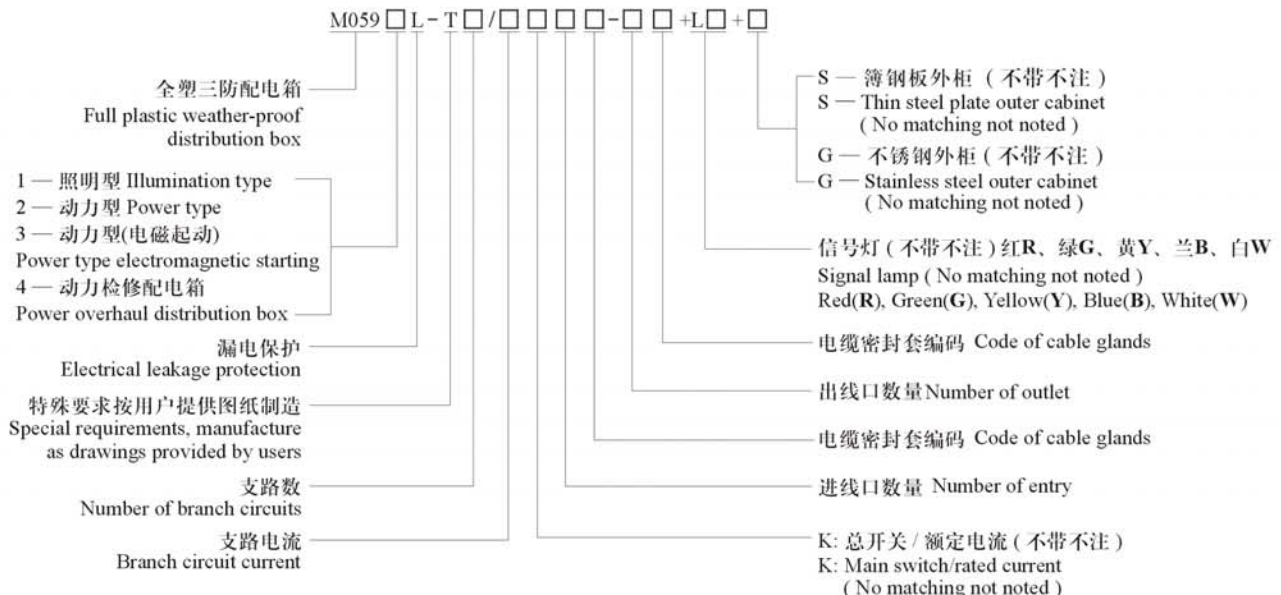 M059□L-T□/□□□□-□□+L□+□
全塑三防配电箱
Full plastic weather-proof
distribution box
1 — 照明型 Illumination type
2 — 动力型 Power type
3 — 动力型(电磁起动)
Power type electromagnetic starting
4 — 动力检修配电箱
Power overhaul distribution box
漏电保护
Electrical leakage protection
特殊要求按用户提供图纸制造
Special requirements, manufacture
as drawings provided by users
支路数
Number of branch circuits
支路电流
Branch circuit current
S — 簿钢板外柜 ( 不带不注 )
S — Thin steel plate outer cabinet
( No matching not noted )
G — 不锈钢外柜 ( 不带不注 )
G — Stainless steel outer cabinet
( No matching not noted )
信号灯 ( 不带不注 ) 红R、绿G、黄Y、兰B、白W
Signal lamp ( No matching not noted )
Red(R), Green(G), Yellow(Y), Blue(B), White(W)
电缆密封套编码 Code of cable glands
出线口数量 Number of outlet
电缆密封套编码 Code of cable glands
进线口数量 Number of entry
K: 总开关 / 额定电流 ( 不带不注 )
K: Main switch/rated current
( No matching not noted )